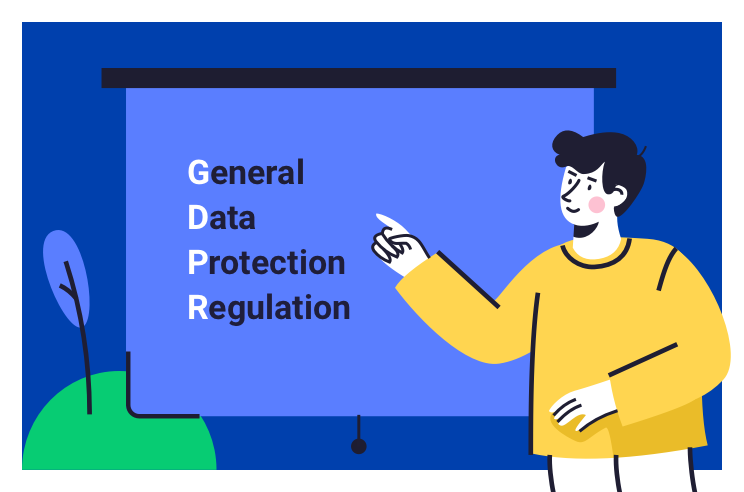 General
Data
Protection
Regulation